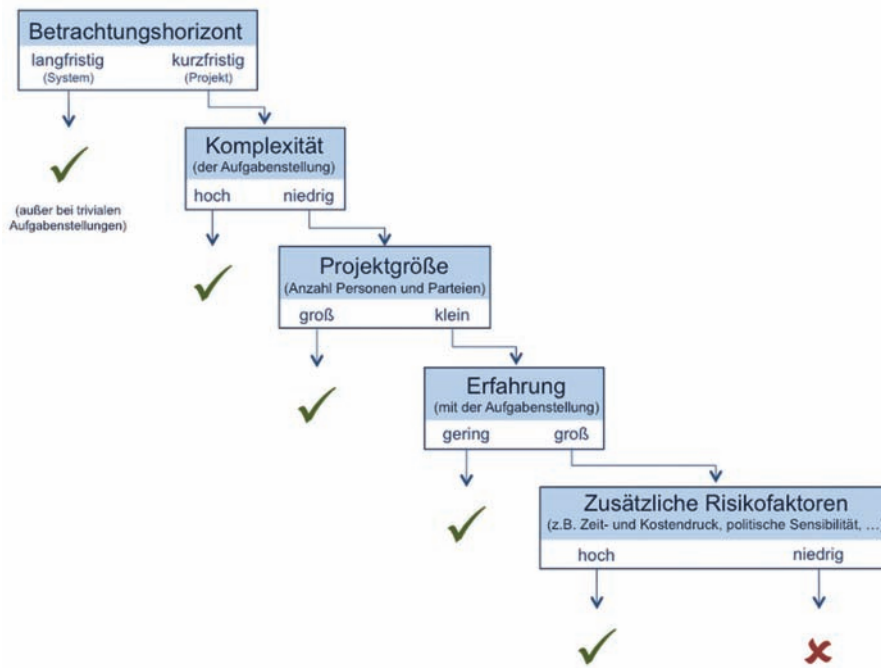 Betrachtungshorizont
langfristig kurzfristig
(System) (Projekt)
(außer bei trivialen
Aufgabenstellungen)
Komplexität
(der Aufgabenstellung)
hoch niedrig
Projektgröße
(Anzahl Personen und Parteien)
groß klein
Erfahrung
(mit der Aufgabenstellung)
gering groß
Zusätzliche Risikofaktoren
(z.B. Zeit- und Kostendruck, politische Sensibilität, …)
hoch niedrig